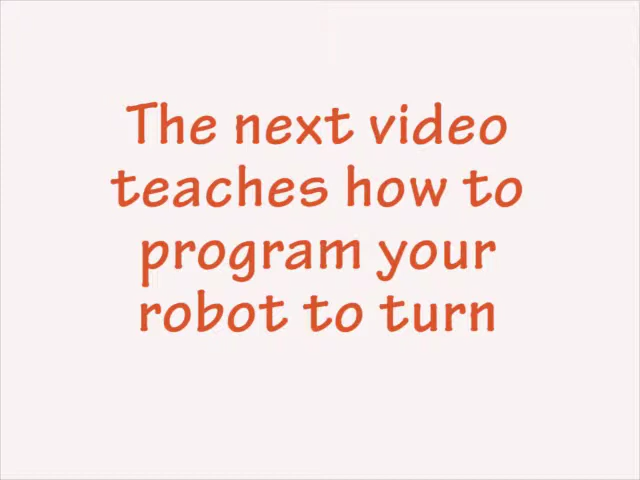 The next video
teaches how to
program your
robot to turn